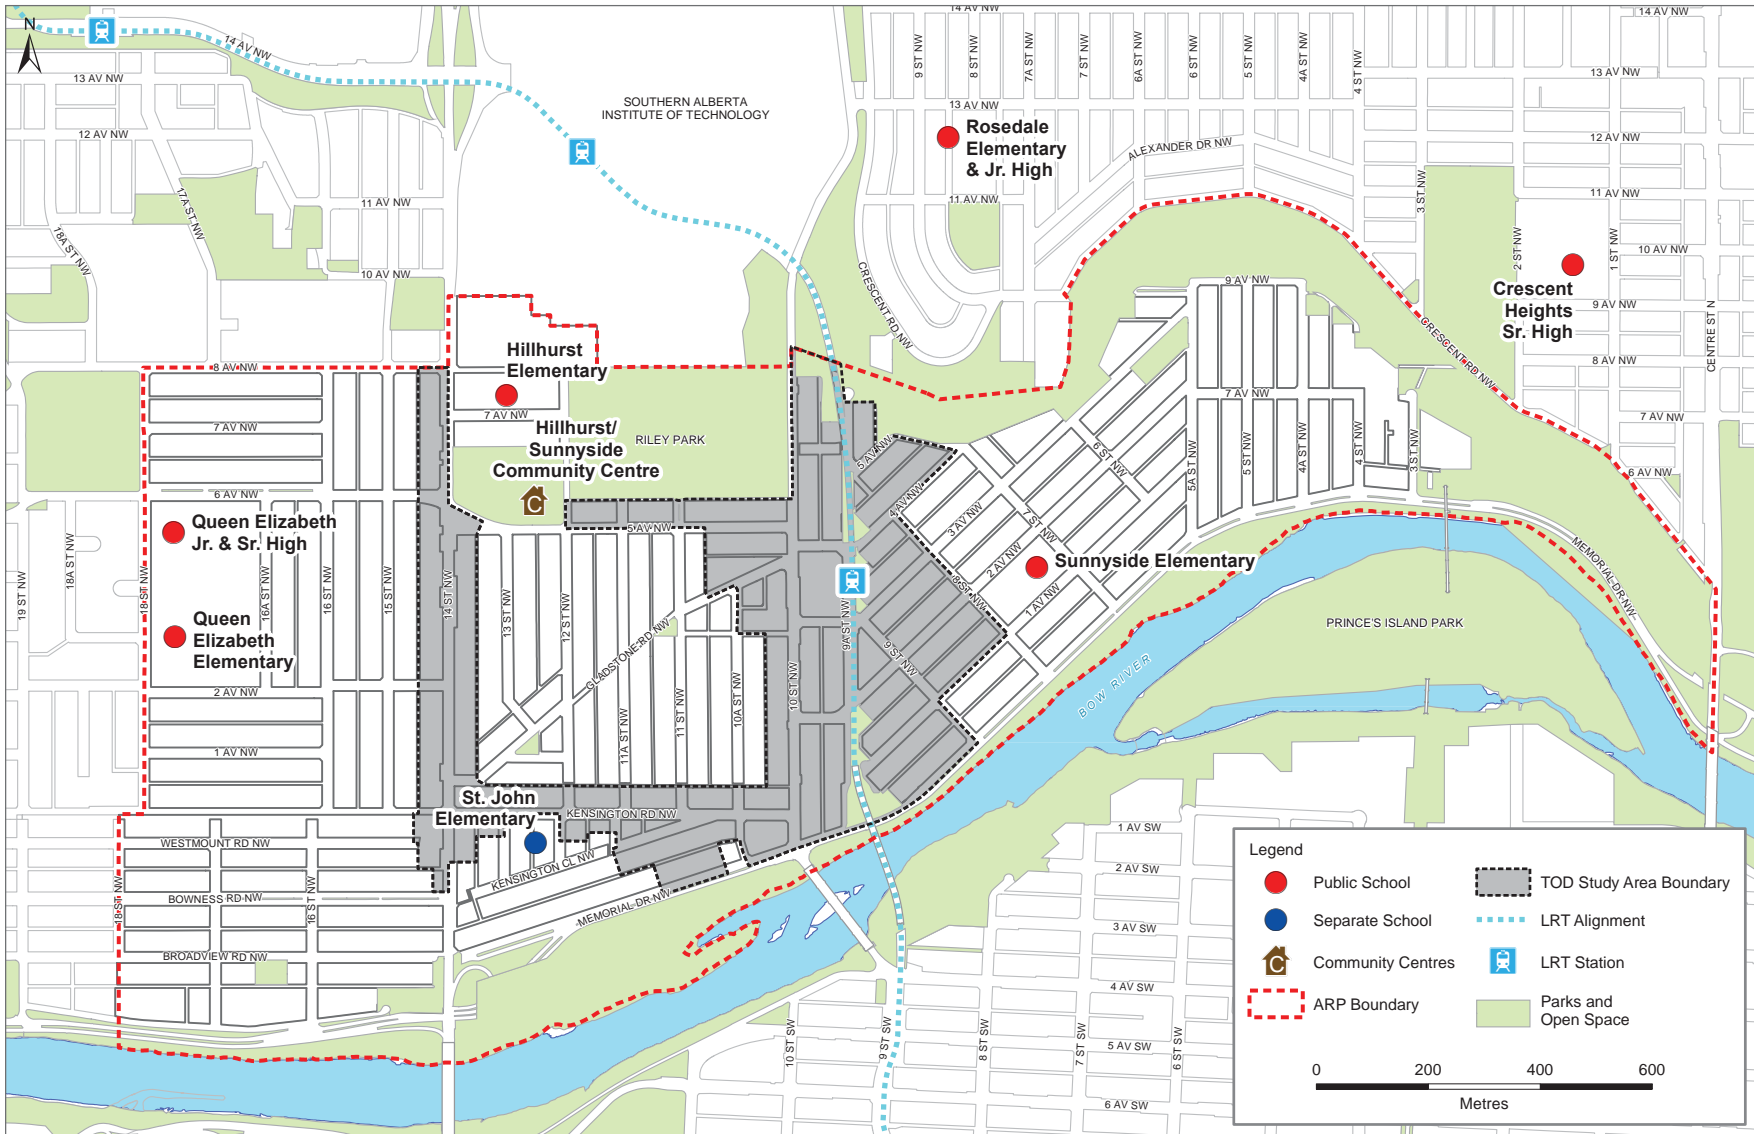 N
14 AV NW
14 AV NW
14 AV NW
13 AV NW
12 AV NW
11 AV NW
10 AV NW
17A ST NW
18A ST NW
SOUTHERN ALBERTA
INSTITUTE OF TECHNOLOGY
9 ST NW
8 ST NW
7A ST NW
7 ST NW
6A ST NW
6 ST NW
5 ST NW
4A ST NW
4 ST NW
13 AV NW
13 AV NW
12 AV NW
11 AV NW
11 AV NW
10 AV NW
9 AV NW
8 AV NW
7 AV NW
6 AV NW
Rosedale
Elementary
& Jr. High
ALEXANDER DR NW
3 ST NW
2 ST NW
1 ST NW
CENTRE ST N
CRESCENT RD NW
CRESCENT RD NW
Crescent
Heights
Sr. High
9 AV NW
7 AV NW
Hillhurst
Elementary
8 AV NW
7 AV NW
7 AV NW
6 AV NW
Hillhurst/
Sunnyside
Community Centre
C
RILEY PARK
5 AV NW
5 AV NW
4 AV NW
3 AV NW
2 AV NW
1 AV NW
6 ST NW
7 ST NW
8 ST NW
9 ST NW
5A ST NW
5 ST NW
4A ST NW
4 ST NW
3 ST NW
Queen Elizabeth
Jr. & Sr. High
Queen
Elizabeth
Elementary
19 ST NW
18A ST NW
18 ST NW
16A ST NW
16 ST NW
15 ST NW
14 ST NW
13 ST NW
12 ST NW
GLADSTONE RD NW
11A ST NW
11 ST NW
10A ST NW
10 ST NW
9A ST NW
Sunnyside Elementary
MEMORIAL DR NW
PRINCE'S ISLAND PARK
BOW RIVER
2 AV NW
1 AV NW
St. John
Elementary
KENSINGTON RD NW
KENSINGTON CL NW
MEMORIAL DR NW
WESTMOUNT RD NW
BOWNESS RD NW
BROADVIEW RD NW
18 ST NW
16 ST NW
1 AV SW
2 AV SW
3 AV SW
4 AV SW
5 AV SW
6 AV SW
10 ST SW
9 ST SW
8 ST SW
7 ST SW
6 ST SW
Legend
Public School
Separate School
C
Community Centres
ARP Boundary
TOD Study Area Boundary
LRT Alignment
LRT Station
Parks and
Open Space
0
200
400
600
Metres